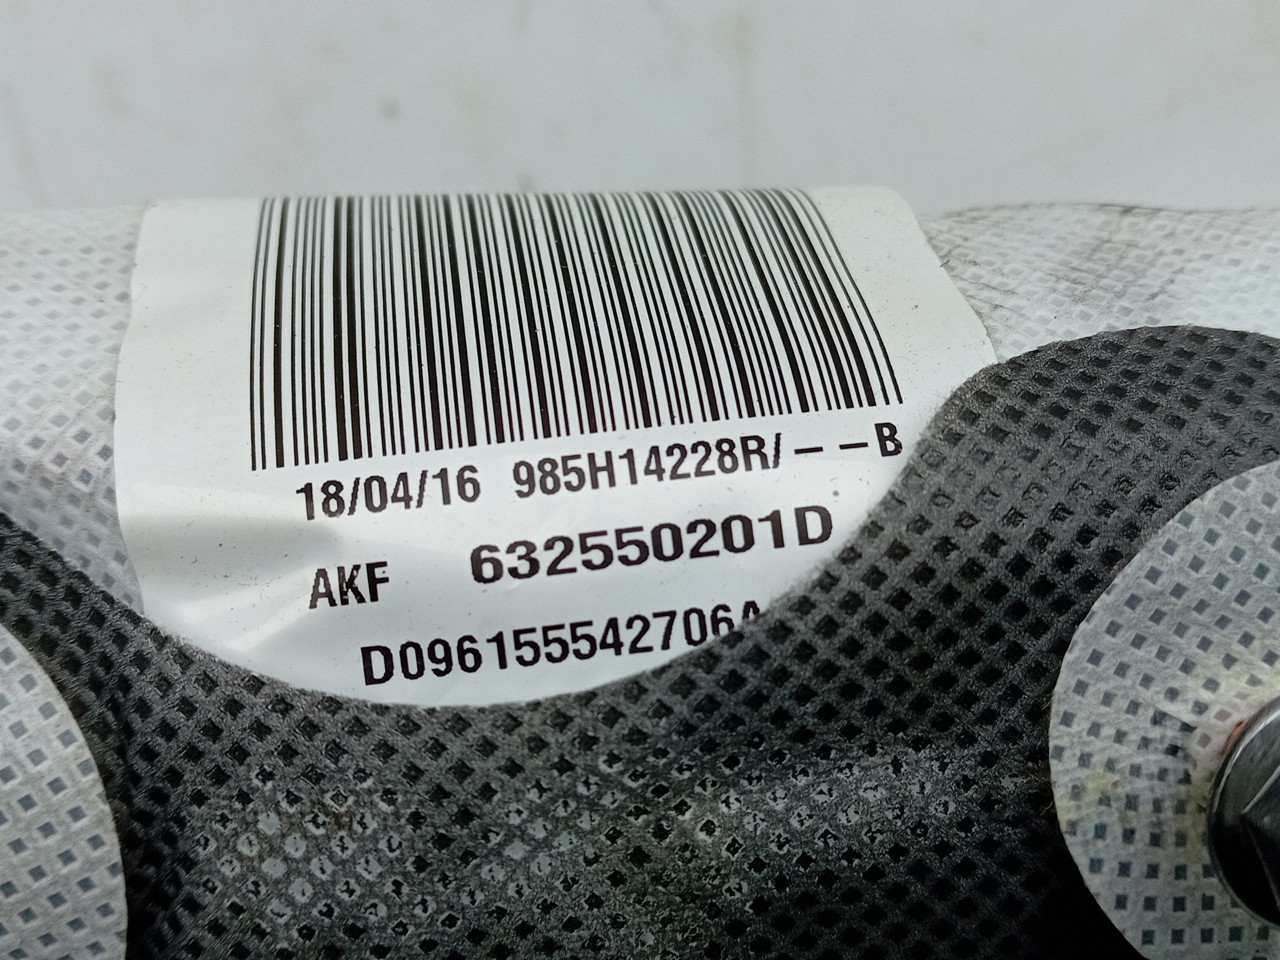 18/04/16 985H14228R/--B
AKF 632550201D
D096155542706A